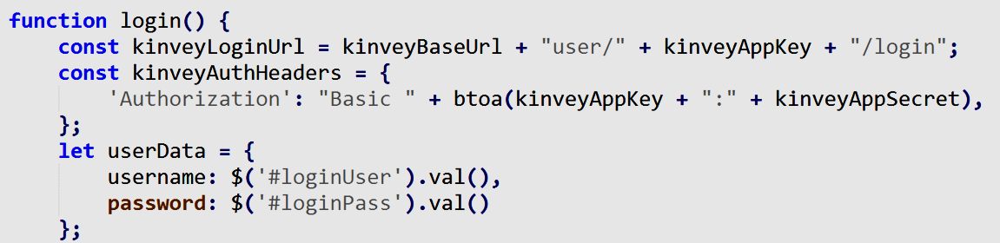 function login() {
    const kinveyLoginUrl = kinveyBaseUrl + "user/" + kinveyAppKey + "/login";
    const kinveyAuthHeaders = {
        'Authorization': "Basic " + btoa(kinveyAppKey + ":" + kinveyAppSecret),
    };
    let userData = {
        username: $('#loginUser').val(),
        password: $('#loginPass').val()
    };